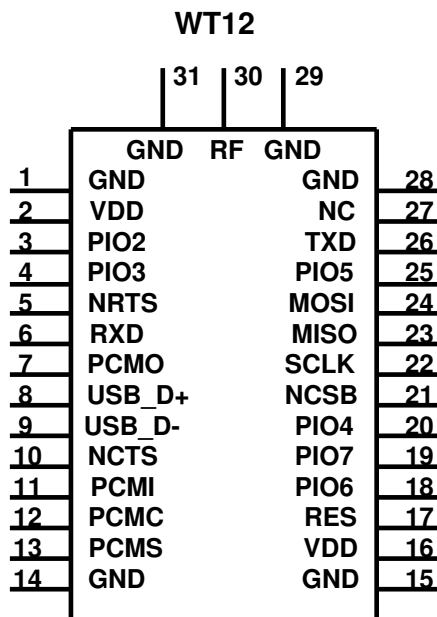 WT12
31 30 29
GND RF GND
1 GND GND 28
2 VDD NC 27
3 PIO2 TXD 26
4 PIO3 PIO5 25
5 NRTS MOSI 24
6 RXD MISO 23
7 PCMO SCLK 22
8 USB_D+ NCSB 21
9 USB_D- PIO4 20
10 NCTS PIO7 19
11 PCMI PIO6 18
12 PCMC RES 17
13 PCMS VDD 16
14 GND GND 15